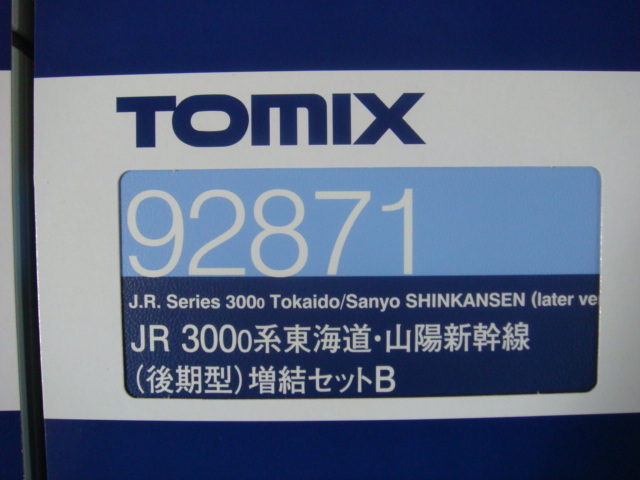 TOMIX
92871
J.R. Series 3000 Tokaido/Sanyo SHINKANSEN (later ve
JR 3000系東海道・山陽新幹線
(後期型)増結セットB